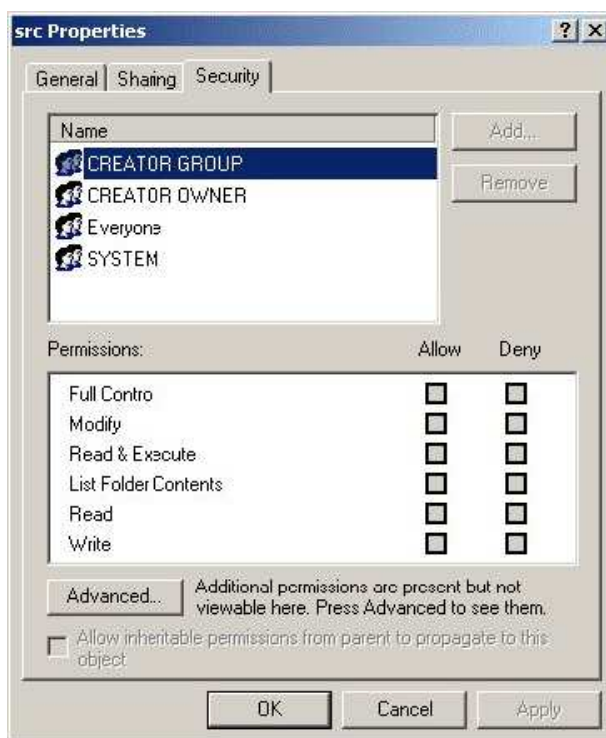 src Properties
? X
General Sharing Security
Name
Add...
CREATOR GROUP
Remove
CREATOR OWNER
Everyone
SYSTEM
Permissions: Allow Deny
Full Contro
Modify
Read & Execute
List Folder Contents
Read
Write
Advanced... Additional permissions are present but not
viewable here. Press Advanced to see them.
Allow inheritable permissions from parent to propagate to this
object
OK Cancel Apply